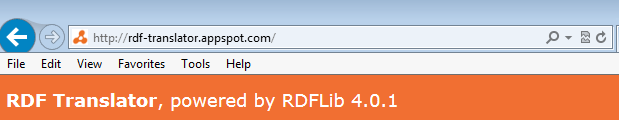 http://rdf-translator.appspot.com/
File Edit View Favorites Tools Help
RDF Translator, powered by RDFLib 4.0.1